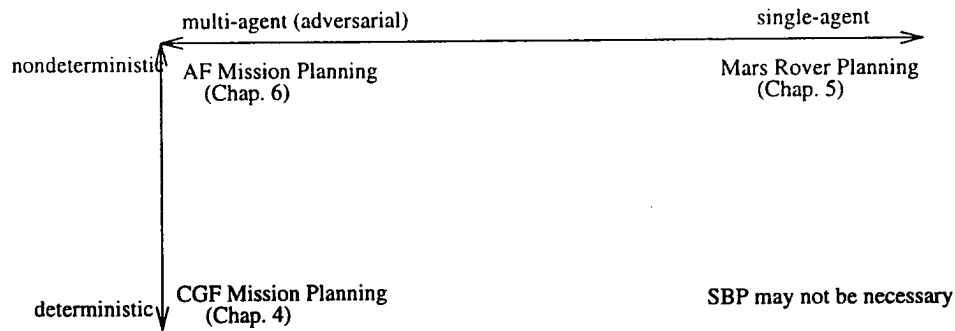 multi-agent (adversarial)
single-agent
nondeterministic
AF Mission Planning
(Chap. 6)
Mars Rover Planning
(Chap. 5)
deterministic
CGF Mission Planning
(Chap. 4)
SBP may not be necessary